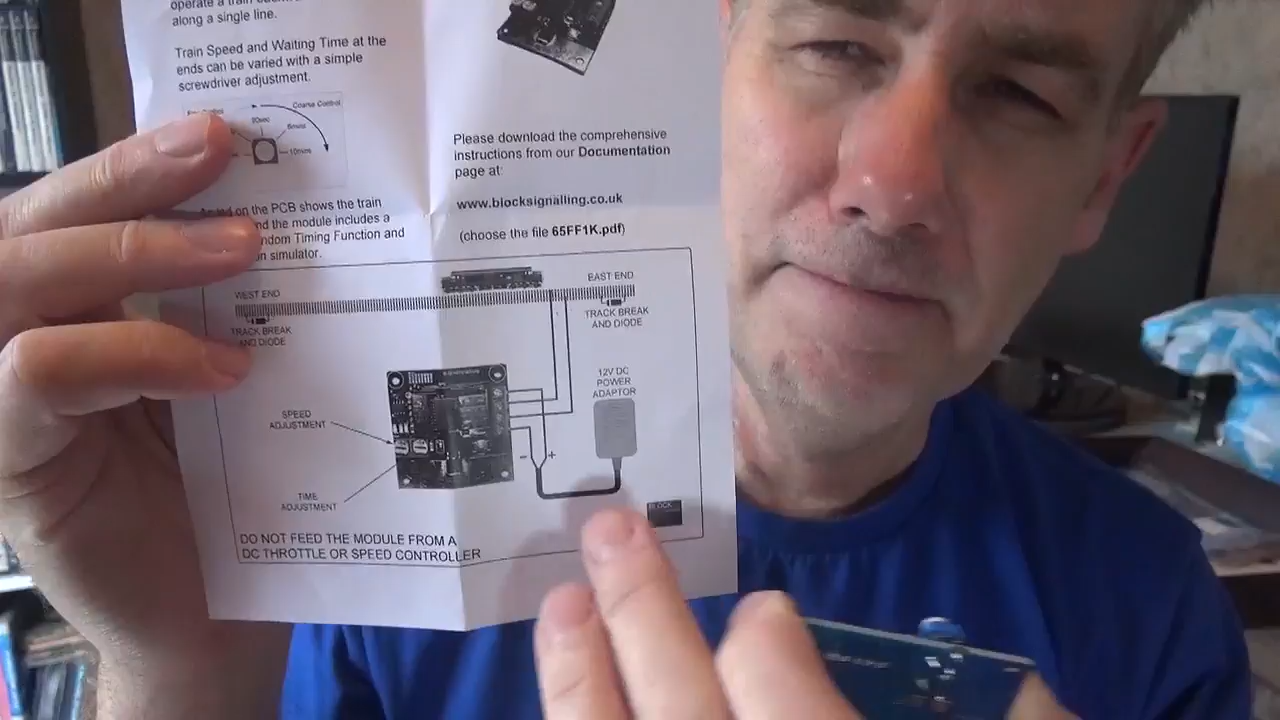 operate a train
along a single line.
Train Speed and Waiting Time at the
ends can be varied with a simple
screwdriver adjustment.
Coarse Control
on the PCB shows the train
and the module includes a
Timing Function and
simulator.
Please download the comprehensive
instructions from our Documentation
page at:
www.blocksignalling.co.uk
(choose the file 65FF1K.pdf)
WEST END
TRACK BREAK
AND DIODE
EAST END
TRACK BREAK
AND DIODE
12V DC
POWER
ADAPTOR
SPEED
ADJUSTMENT
TIME
ADJUSTMENT
- +
BLOCK
DO NOT FEED THE MODULE FROM A
DC THROTTLE OR SPEED CONTROLLER